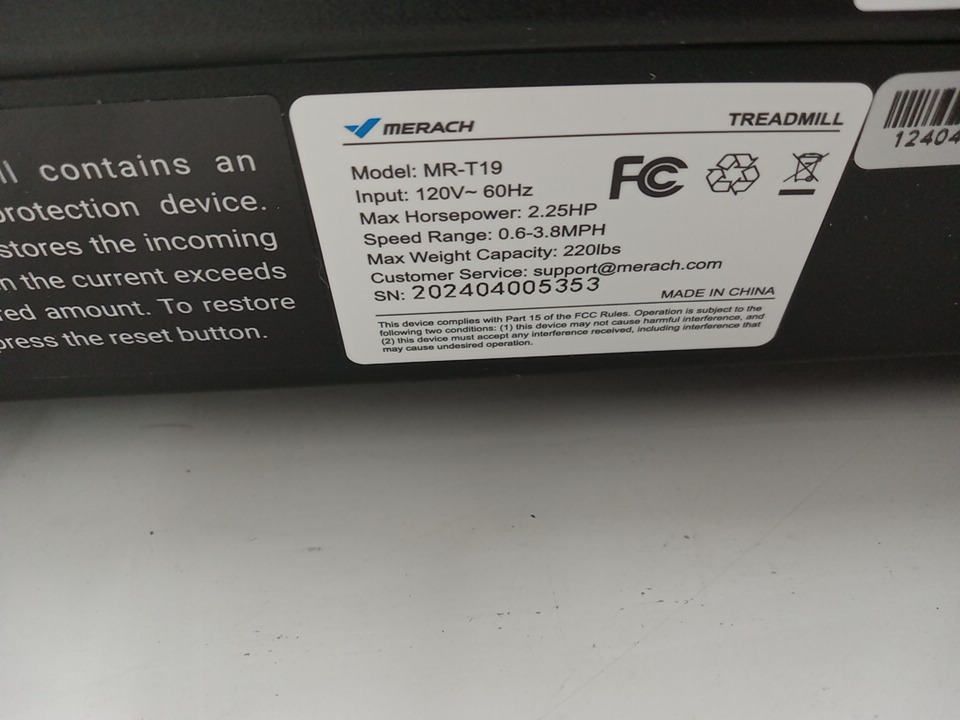 contains an
protection device.
the incoming
the current exceeds
amount. To restore
press the reset button.
MERACH
TREADMILL
Model: MR-T19
Input: 120V~ 60Hz
Max Horsepower: 2.25HP
Speed Range: 0.6-3.8MPH
Max Weight Capacity: 220lbs
Customer Service: support@merach.com
SN: 202404005353
MADE IN CHINA
FC
This device complies with Part 15 of the FCC Rules. Operation is subject to the
following two conditions: (1) this device may not cause harmful interference, and
(2) this device must accept any interference received, including interference that
may cause undesired operation.
12404